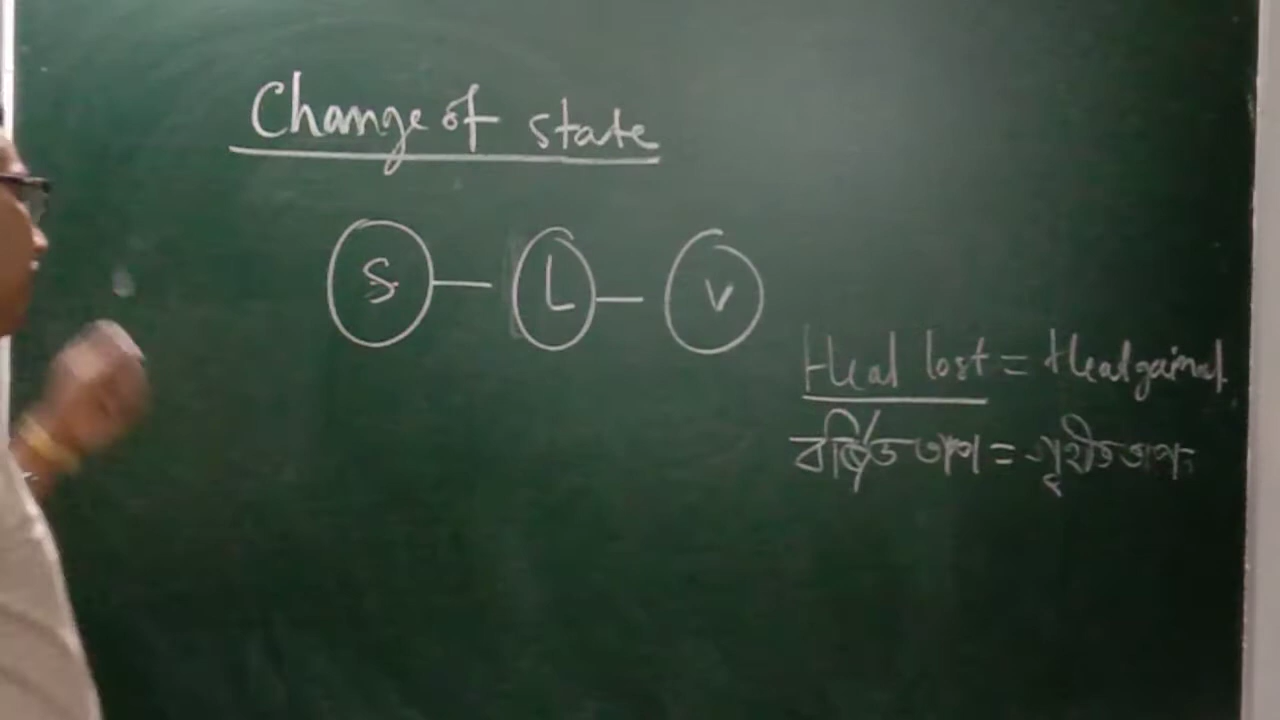 Change of state
S L V
Heat lost = Heat gained
বর্জিত তাপ = গৃহীত তাপ